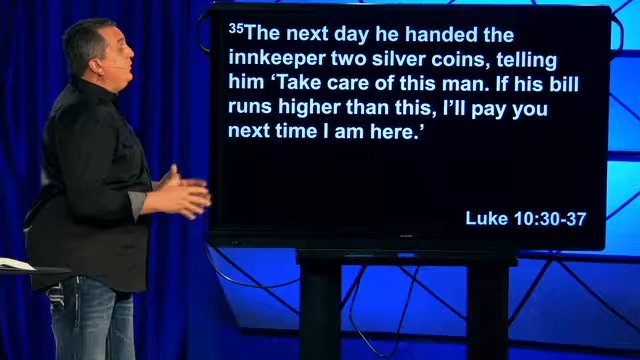 ³⁵The next day he handed the
innkeeper two silver coins, telling
him ‘Take care of this man. If his bill
runs higher than this, I’ll pay you
next time I am here.’
Luke 10:30-37